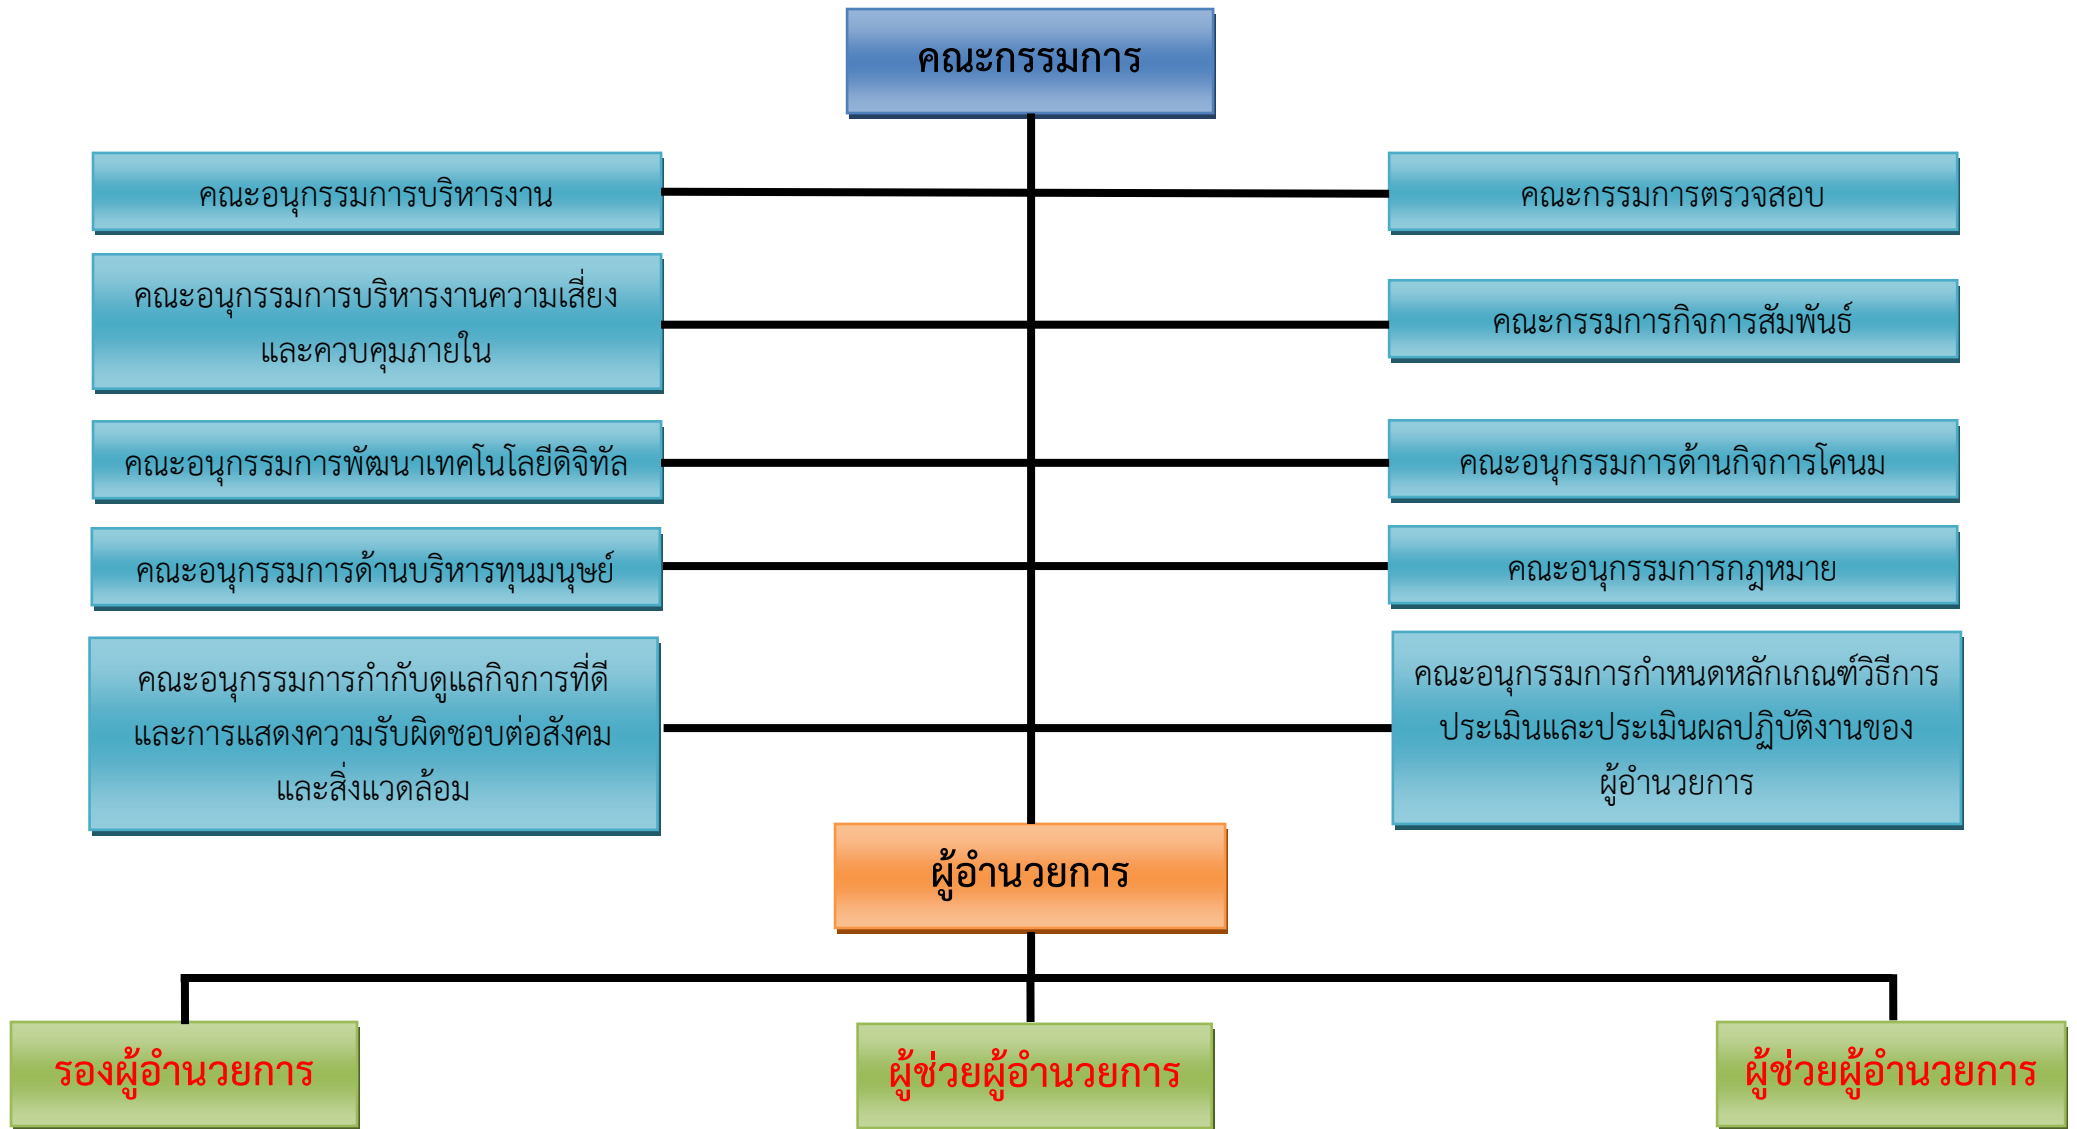 คณะกรรมการ
คณะอนุกรรมการบริหารงาน
คณะกรรมการตรวจสอบ
คณะอนุกรรมการบริหารงานความเสี่ยง
และควบคุมภายใน
คณะกรรมการกิจการสัมพันธ์
คณะอนุกรรมการพัฒนาเทคโนโลยีดิจิทัล
คณะอนุกรรมการด้านกิจการโคนม
คณะอนุกรรมการด้านบริหารทุนมนุษย์
คณะอนุกรรมการกฎหมาย
คณะอนุกรรมการกำกับดูแลกิจการที่ดี
และการแสดงความรับผิดชอบต่อสังคม
และสิ่งแวดล้อม
คณะอนุกรรมการกำหนดหลักเกณฑ์วิธีการ
ประเมินและประเมินผลปฏิบัติงานของ
ผู้อำนวยการ
ผู้อำนวยการ
รองผู้อำนวยการ
ผู้ช่วยผู้อำนวยการ
ผู้ช่วยผู้อำนวยการ